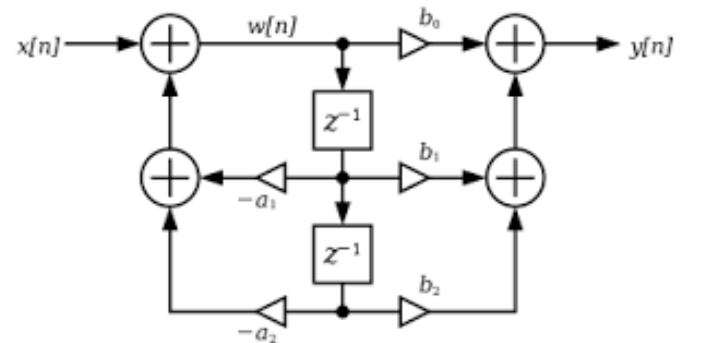 x[n] w[n] b₀ y[n]
z⁻¹
−a₁ b₁
z⁻¹
−a₂ b₂